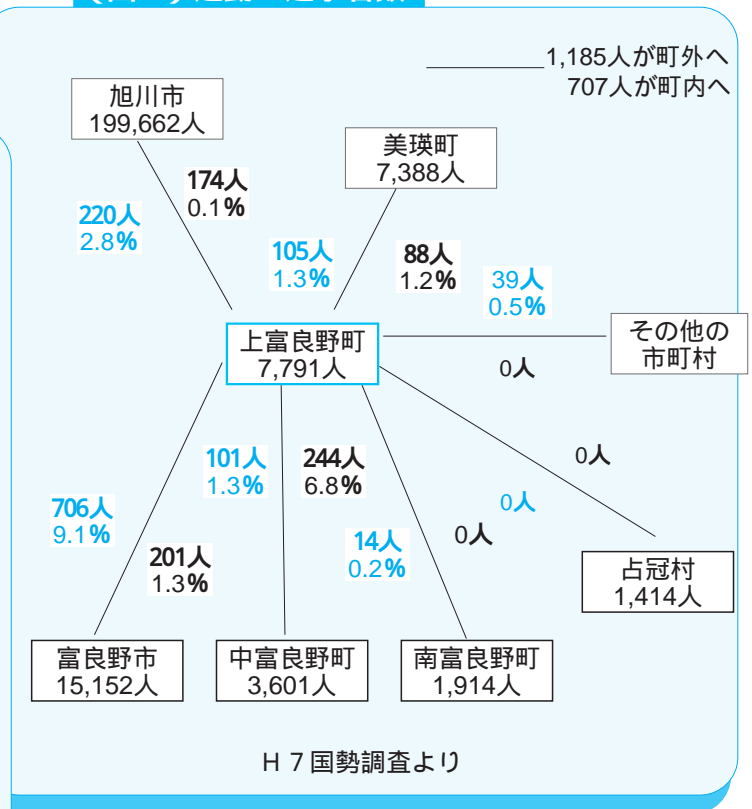 1,185人が町外へ
707人が町内へ
旭川市
199,662人
美瑛町
7,388人
174人
0.1%
220人
2.8%
105人
1.3%
88人
1.2%
39人
0.5%
上富良野町
7,791人
その他の
市町村
0人
0人
101人
1.3%
244人
6.8%
706人
9.1%
0人
14人
0.2%
0人
201人
1.3%
占冠村
1,414人
富良野市
15,152人
中富良野町
3,601人
南富良野町
1,914人
H7国勢調査より